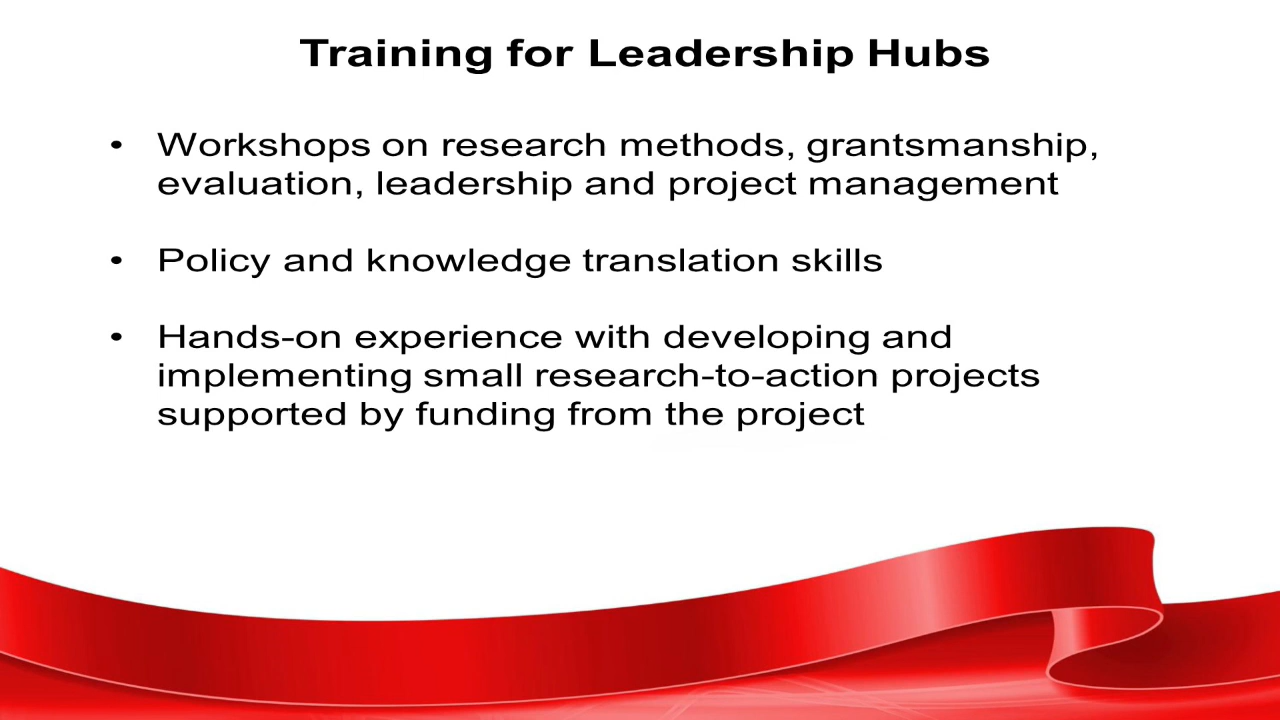 Training for Leadership Hubs
• Workshops on research methods, grantsmanship,
evaluation, leadership and project management
• Policy and knowledge translation skills
• Hands-on experience with developing and
implementing small research-to-action projects
supported by funding from the project